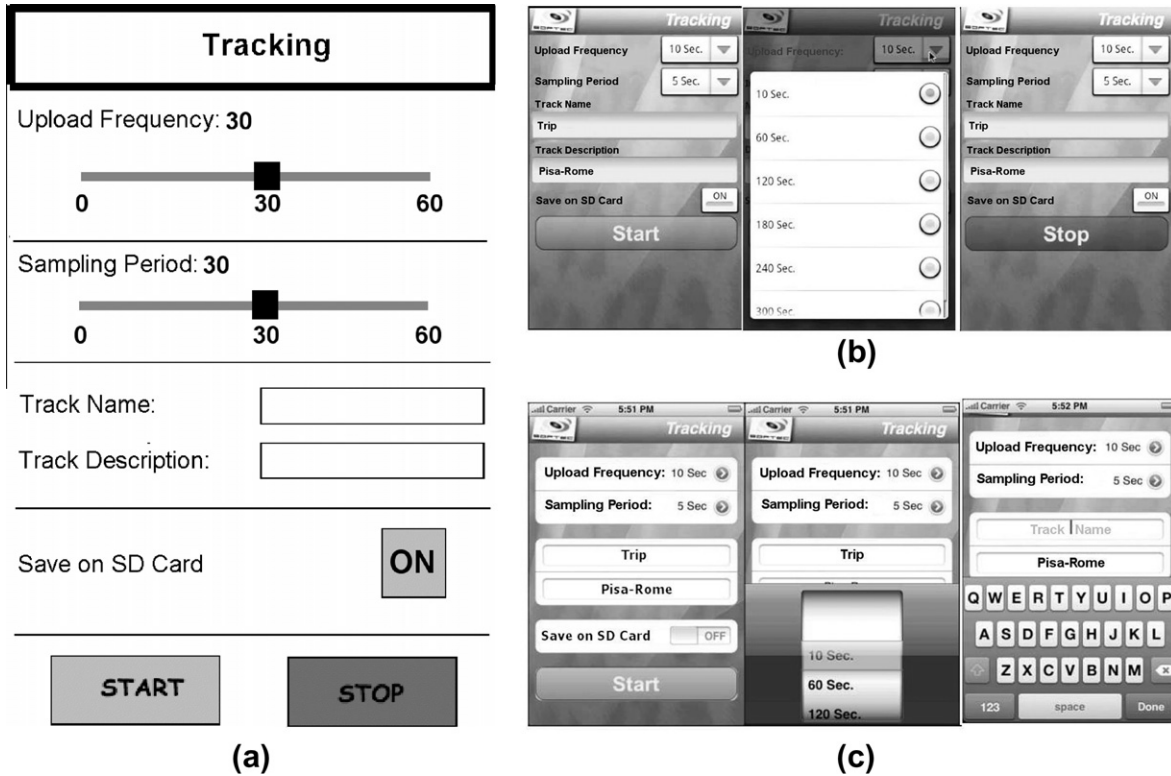 Tracking
Upload Frequency: 30
0 30 60
Sampling Period: 30
0 30 60
Track Name:
Track Description:
Save on SD Card ON
START STOP
(a)
SOFTEC
Tracking
Upload Frequency 10 Sec.
Sampling Period 5 Sec.
Track Name
Trip
Track Description
Pisa-Rome
Save on SD Card ON
Start
Tracking
Upload Frequency: 10 Sec.
10 Sec.
60 Sec.
120 Sec.
180 Sec.
240 Sec.
300 Sec.
Tracking
Upload Frequency 10 Sec.
Sampling Period 5 Sec.
Track Name
Trip
Track Description
Pisa-Rome
Save on SD Card ON
Stop
(b)
Carrier 5:51 PM
Tracking
Upload Frequency: 10 Sec
Sampling Period: 5 Sec
Trip
Pisa-Rome
Save on SD Card OFF
Start
Carrier 5:51 PM
Tracking
Upload Frequency: 10 Sec
Sampling Period: 5 Sec
Trip
10 Sec.
60 Sec.
120 Sec.
Carrier 5:52 PM
Upload Frequency: 10 Sec
Sampling Period: 5 Sec
Track Name
Pisa-Rome
Q W E R T Y U I O P
A S D F G H J K L
Z X C V B N M
123 space Done
(c)